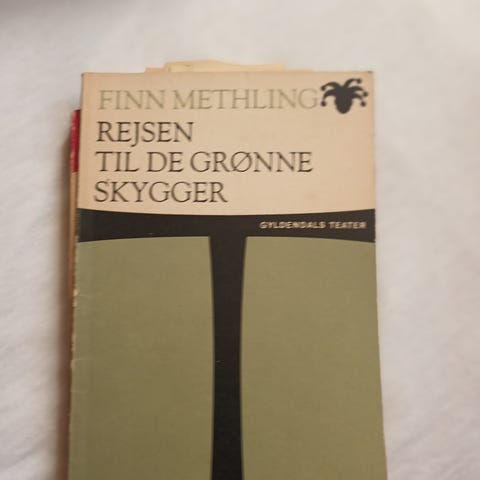 FINN METHLING
REJSEN
TIL DE GRØNNE
SKYGGER
GYLDENDALS TEATER